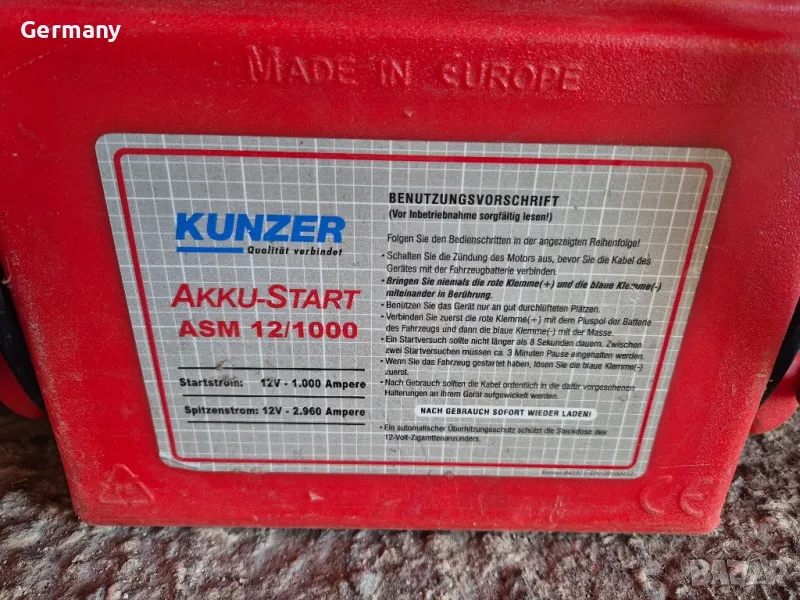 Germany
MADE IN EUROPE
KUNZER
Qualität verbindet
AKKU-START
ASM 12/1000
Startstrom: 12V - 1.000 Ampere
Spitzenstrom: 12V - 2.960 Ampere
BENUTZUNGSVORSCHRIFT
(Vor Inbetriebnahme sorgfältig lesen!)
Folgen Sie den Bedienschritten in der angezeigten Reihenfolge!
• Schalten Sie die Zündung des Motors aus, bevor Sie die Kabel des
Gerätes mit der Fahrzeugbatterie verbinden.
• Bringen Sie niemals die rote Klemme(+) und die blaue Klemme(-)
miteinander in Berührung.
• Benützen Sie das Gerät nur an gut durchlüfteten Plätzen.
• Verbinden Sie zuerst die rote Klemme(+) mit dem Pluspol der Batterie
des Fahrzeugs und dann die blaue Klemme(-) mit der Masse.
• Ein Startversuch sollte nicht länger als 8 Sekunden dauern. Zwischen
zwei Startversuchen müssen ca. 3 Minuten Pause eingehalten werden.
• Wenn Sie das Fahrzeug gestartet haben, lösen Sie die blaue Klemme(-)
zuerst.
• Nach Gebrauch sollten die Kabel ordentlich in die dafür vorgesehenen
Halterungen an Ihrem Gerät aufgewickelt werden.
NACH GEBRAUCH SOFORT WIEDER LADEN!
• Ein automatischer Überhitzungsschutz schützt die Steckdose des
12-Volt-Zigarettenanzünders.
CE
BAZAR